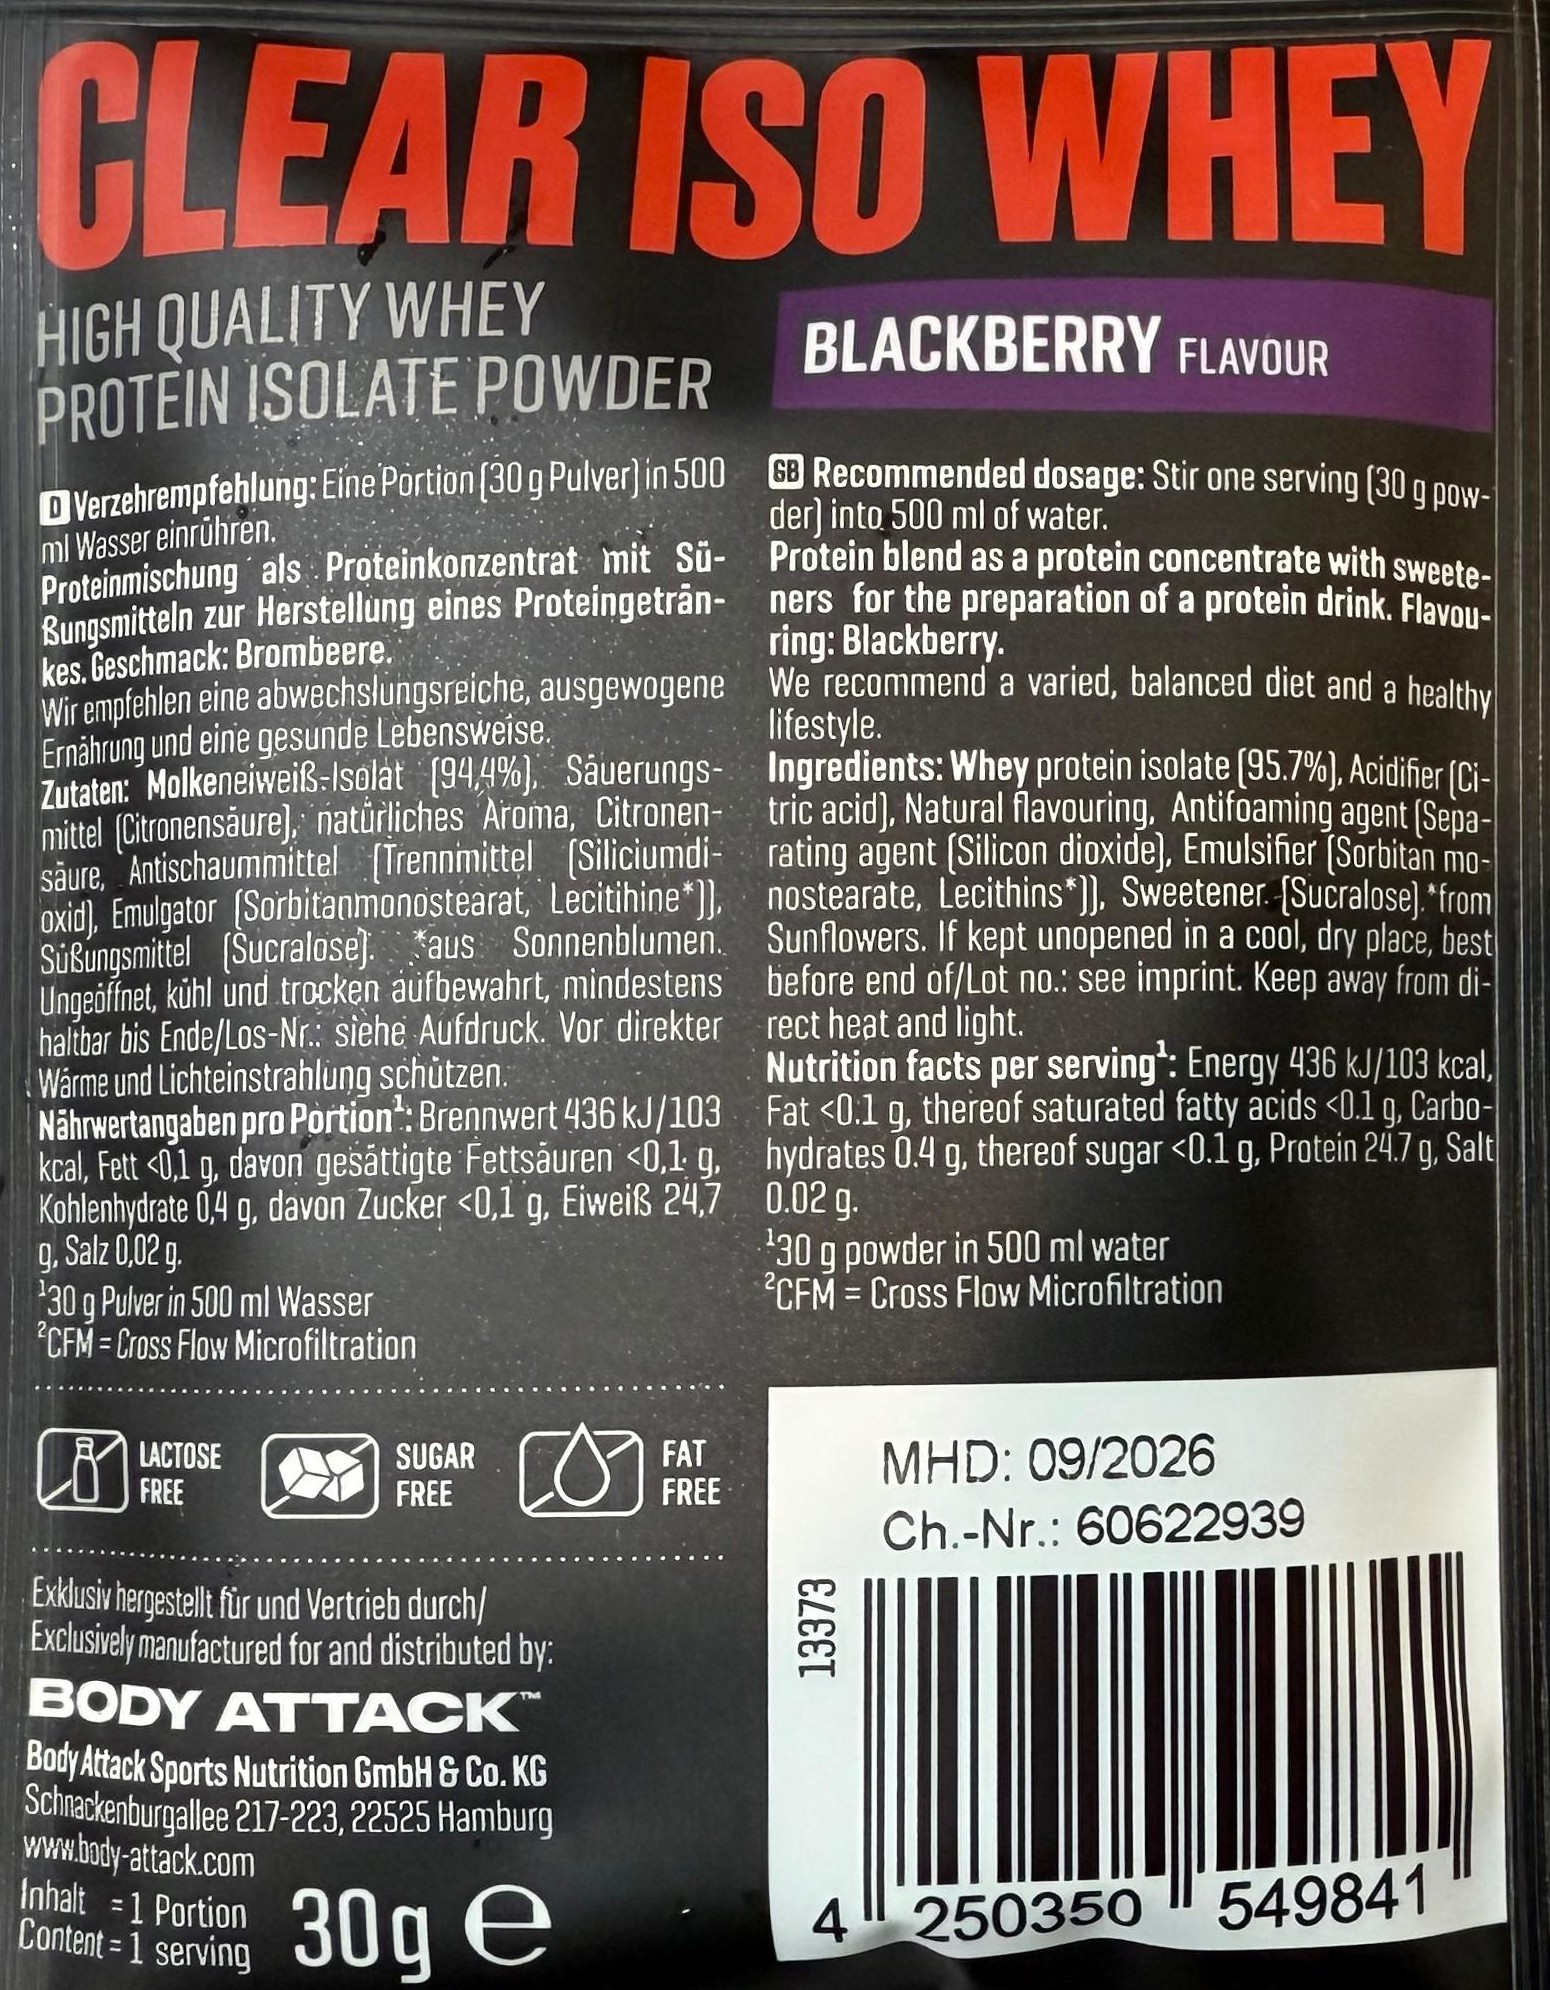 CLEAR ISO WHEY
HIGH QUALITY WHEY
PROTEIN ISOLATE POWDER
BLACKBERRY FLAVOUR
D Verzehrempfehlung: Eine Portion (30 g Pulver) in 500
ml Wasser einrühren.
Proteinmischung als Proteinkonzentrat mit Sü-
ßungsmitteln zur Herstellung eines Proteingeträn-
kes. Geschmack: Brombeere.
Wir empfehlen eine abwechslungsreiche, ausgewogene
Ernährung und eine gesunde Lebensweise.
Zutaten: Molkeneiweiß-Isolat (94,4%), Säuerungs-
mittel (Citronensäure), natürliches Aroma, Citronen-
säure, Antischaummittel (Trennmittel (Siliciumdi-
oxid), Emulgator (Sorbitanmonostearat, Lecitihine*)),
Süßungsmittel (Sucralose). *aus Sonnenblumen.
Ungeöffnet, kühl und trocken aufbewahrt, mindestens
haltbar bis Ende/Los-Nr.: siehe Aufdruck. Vor direkter
Wärme und Lichteinstrahlung schützen.
Nährwertangaben pro Portion¹: Brennwert 436 kJ/103
kcal, Fett <0,1 g, davon gesättigte Fettsäuren <0,1 g,
Kohlenhydrate 0,4 g, davon Zucker <0,1 g, Eiweiß 24,7
g, Salz 0,02 g.
¹30 g Pulver in 500 ml Wasser
²CFM = Cross Flow Microfiltration
GB Recommended dosage: Stir one serving (30 g pow-
der) into 500 ml of water.
Protein blend as a protein concentrate with sweete-
ners for the preparation of a protein drink. Flavou-
ring: Blackberry.
We recommend a varied, balanced diet and a healthy
lifestyle.
Ingredients: Whey protein isolate (95.7%), Acidifier (Ci-
tric acid), Natural flavouring, Antifoaming agent (Sepa-
rating agent (Silicon dioxide), Emulsifier (Sorbitan mo-
nostearate, Lecithins*)), Sweetener (Sucralose).*from
Sunflowers. If kept unopened in a cool, dry place, best
before end of/Lot no.: see imprint. Keep away from di-
rect heat and light.
Nutrition facts per serving¹: Energy 436 kJ/103 kcal,
Fat <0.1 g, thereof saturated fatty acids <0.1 g, Carbo-
hydrates 0.4 g, thereof sugar <0.1 g, Protein 24.7 g, Salt
0.02 g.
¹30 g powder in 500 ml water
²CFM = Cross Flow Microfiltration
LACTOSE
FREE
SUGAR
FREE
FAT
FREE
Exklusiv hergestellt für und Vertrieb durch/
Exclusively manufactured for and distributed by:
BODY ATTACK™
Body Attack Sports Nutrition GmbH & Co. KG
Schnackenburgallee 217-223, 22525 Hamburg
www.body-attack.com
Inhalt = 1 Portion
Content = 1 serving
30g e
MHD: 09/2026
Ch.-Nr.: 60622939
13373
4 250350 549841